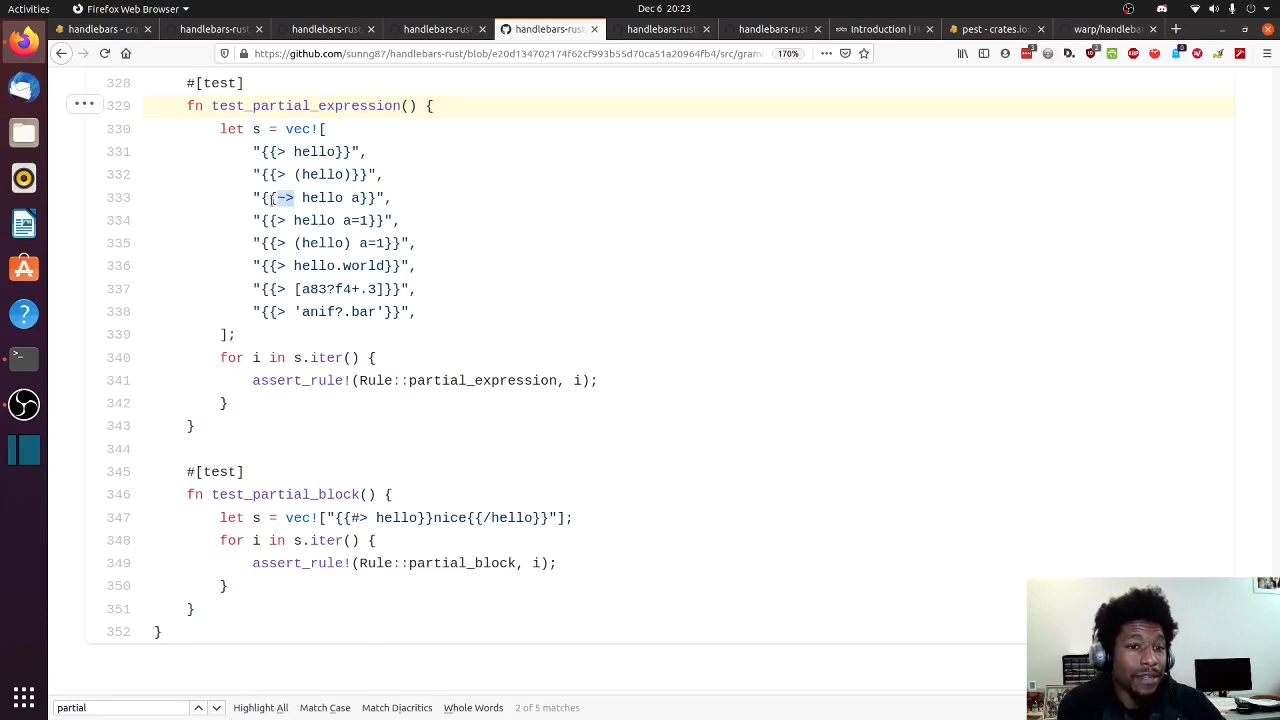 Activities
Firefox Web Browser
Dec 6 20:23
handlebars - cra
handlebars-rust
handlebars-rust
handlebars-rust
handlebars-rust
handlebars-rust
handlebars-rust
Introduction | H
pest - crates.io
warp/handlebar
https://github.com/sunng87/handlebars-rust/blob/e20d134702174f62cf993b55d70ca51a20964fb4/src/gramm
170%
328 #[test]
329 fn test_partial_expression() {
330 let s = vec![
331 "{{> hello}}",
332 "{{> (hello)}}",
333 "{{~> hello a}}",
334 "{{> hello a=1}}",
335 "{{> (hello) a=1}}",
336 "{{> hello.world}}",
337 "{{> [a83?f4+.3]}}",
338 "{{> 'anif?.bar'}}",
339 ];
340 for i in s.iter() {
341 assert_rule!(Rule::partial_expression, i);
342 }
343 }
344
345 #[test]
346 fn test_partial_block() {
347 let s = vec!["{{#> hello}}nice{{/hello}}"];
348 for i in s.iter() {
349 assert_rule!(Rule::partial_block, i);
350 }
351 }
352 }
partial
Highlight All
Match Case
Match Diacritics
Whole Words
2 of 5 matches